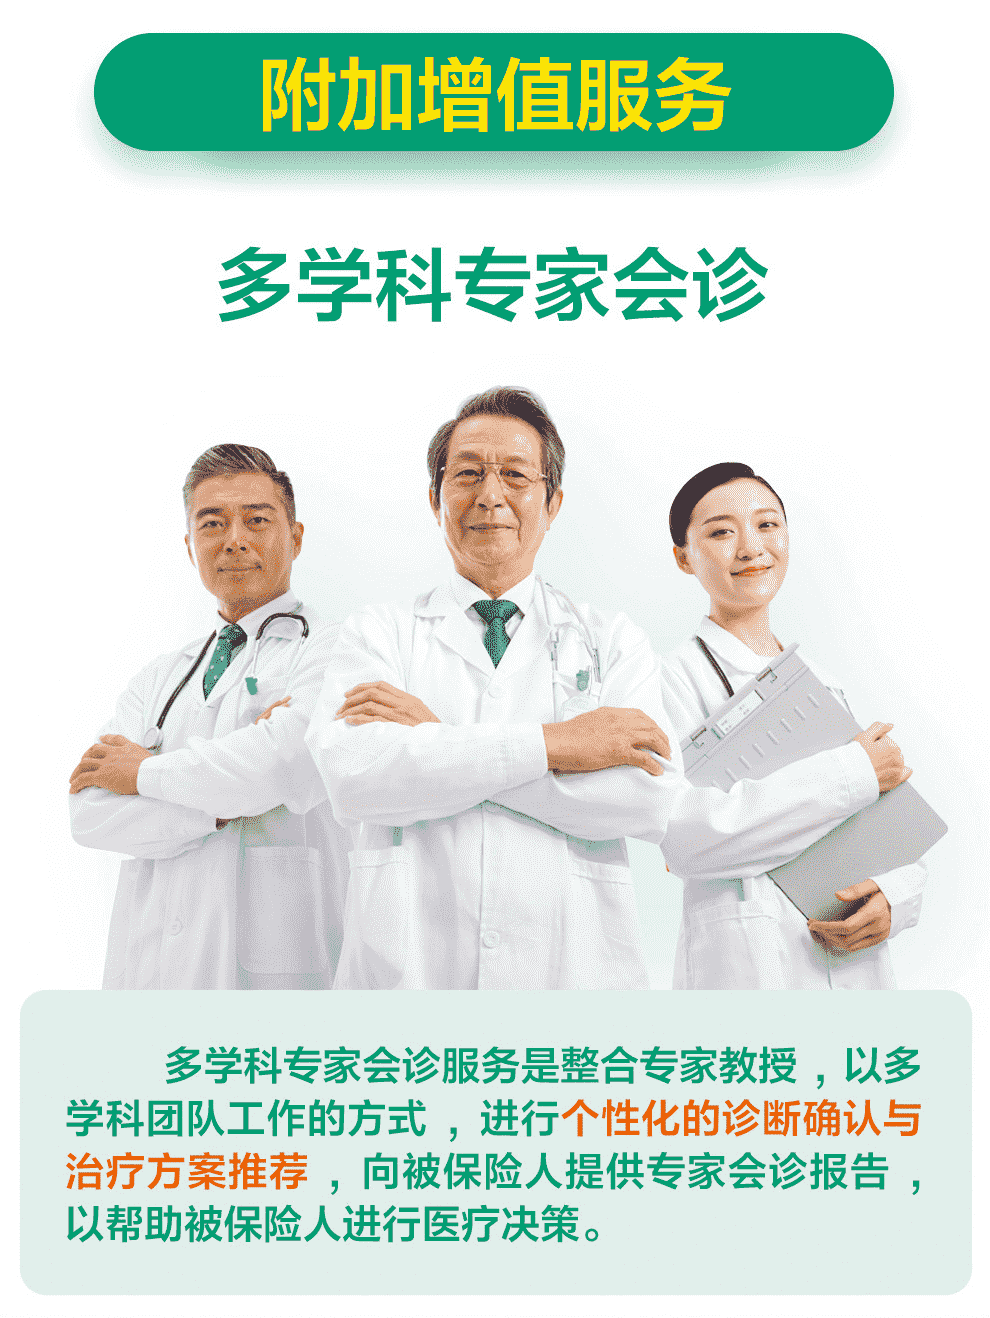 附加增值服务
多学科专家会诊
多学科专家会诊服务是整合专家教授，以多
学科团队工作的方式，进行个性化的诊断确认与
治疗方案推荐，向被保险人提供专家会诊报告，
以帮助被保险人进行医疗决策。